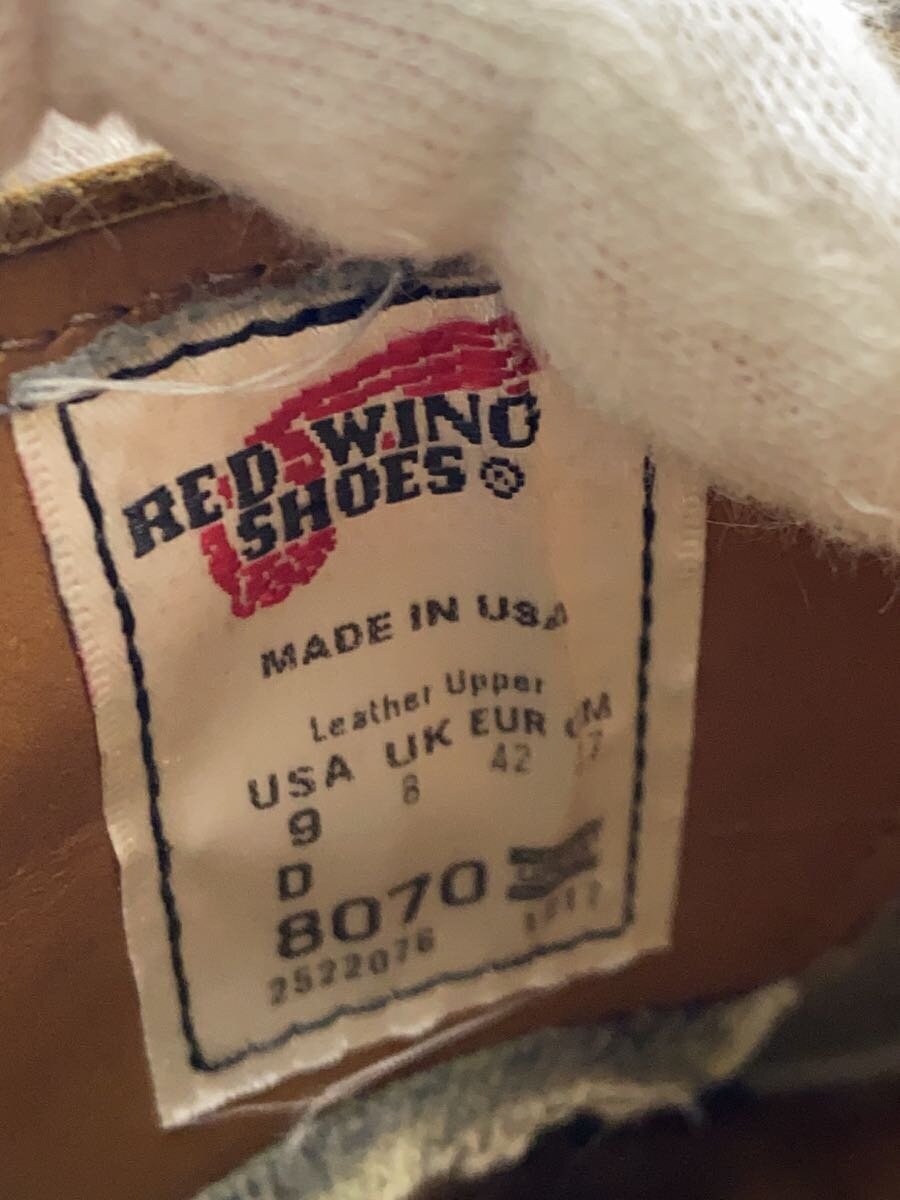 RED WING
SHOES ®
MADE IN USA
Leather Upper
USA UK EUR CM
9 8 42
D
8070
2522076